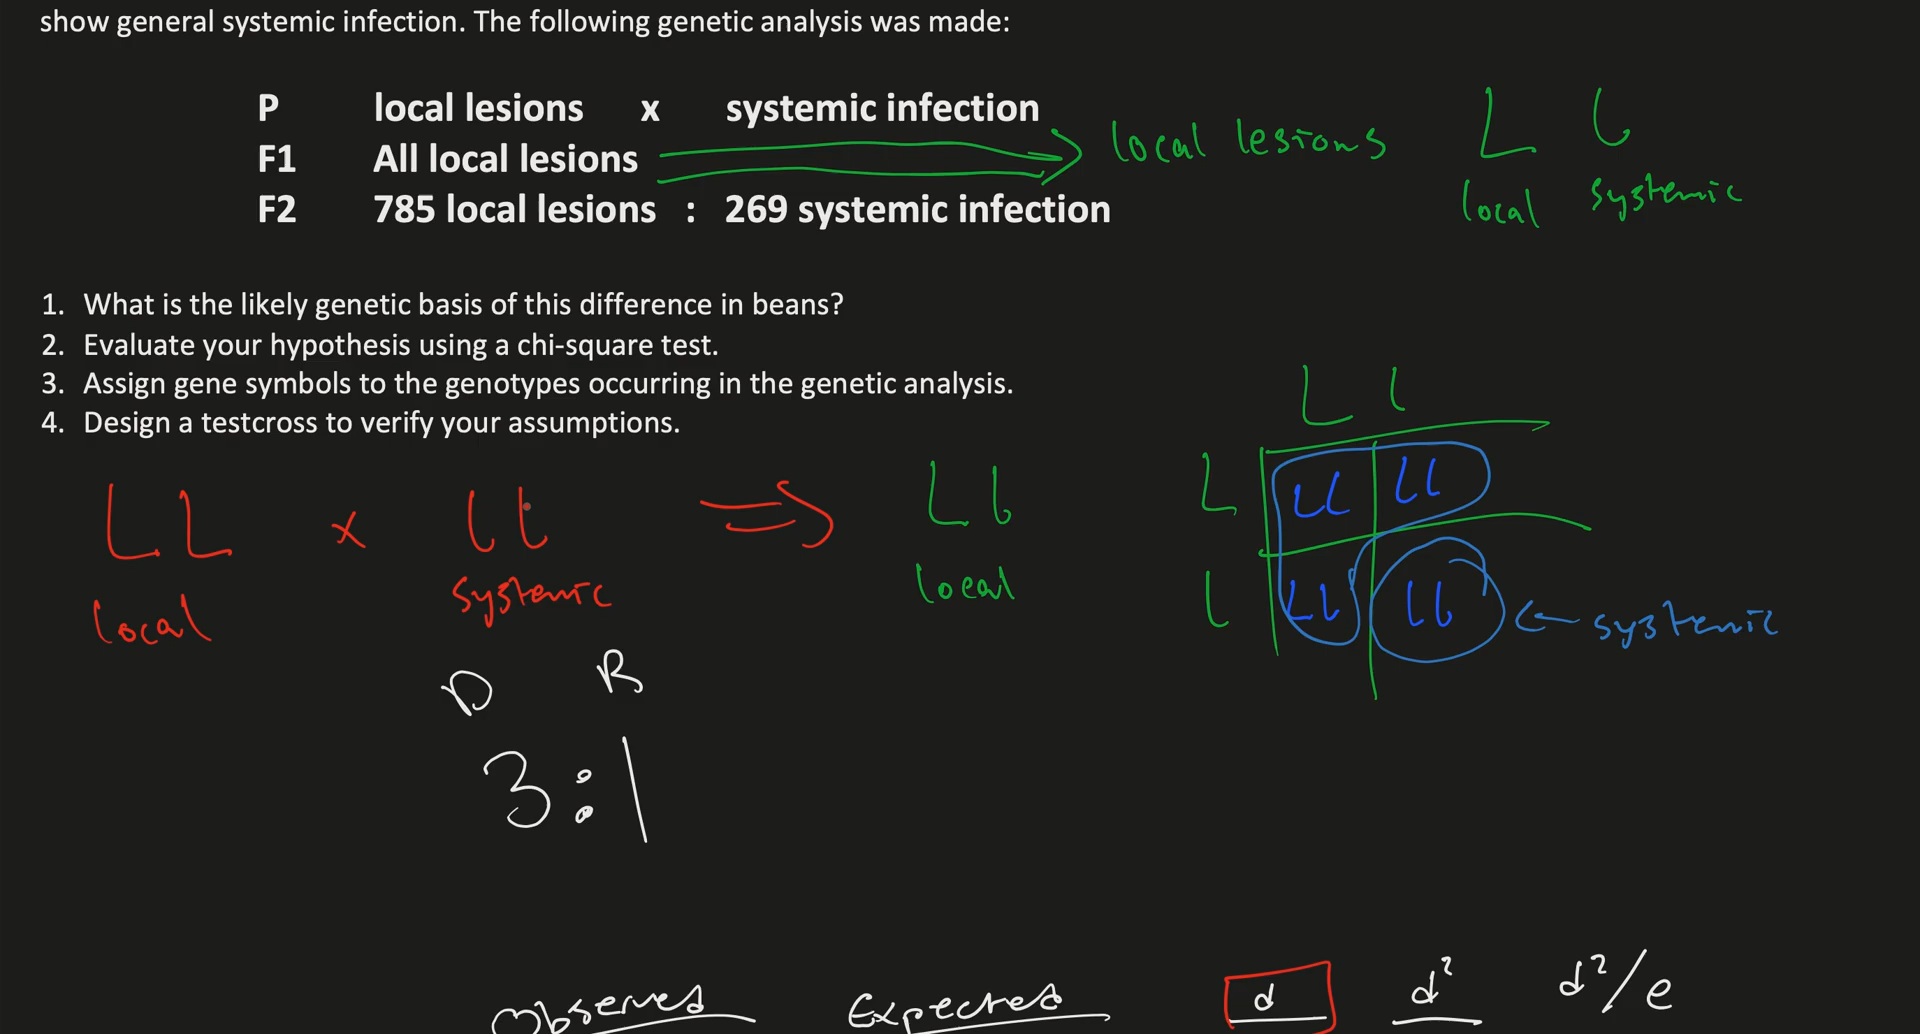 show general systemic infection. The following genetic analysis was made:
P local lesions x systemic infection
F1 All local lesions
local lesions
L l
local systemic
F2 785 local lesions : 269 systemic infection
1. What is the likely genetic basis of this difference in beans?
2. Evaluate your hypothesis using a chi-square test.
3. Assign gene symbols to the genotypes occurring in the genetic analysis.
4. Design a testcross to verify your assumptions.
L l
LL x ll
Ll
L LL Ll
local systemic
local
l Ll ll systemic
D R
3:1
Observed Expected d d² d²/e